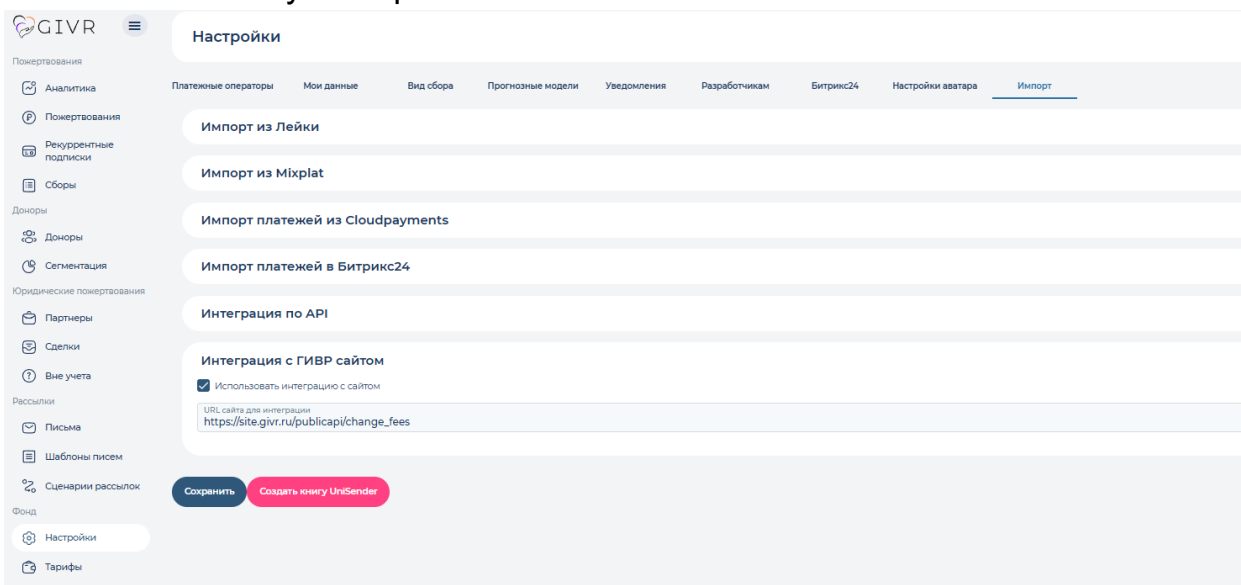 GIVR
Настройки
Пожертвования
Аналитика
Пожертвования
Рекуррентные
подписки
Сборы
Доноры
Доноры
Сегментация
Юридические пожертвования
Партнеры
Сделки
Вне учета
Рассылки
Письма
Шаблоны писем
Сценарии рассылок
Фонд
Настройки
Тарифы
Платежные операторы Мои данные Вид сбора Прогнозные модели Уведомления Разработчикам Битрикс24 Настройки аватара Импорт
Импорт из Лейки
Импорт из Mixplat
Импорт платежей из Cloudpayments
Импорт платежей в Битрикс24
Интеграция по API
Интеграция с ГИВР сайтом
Использовать интеграцию с сайтом
URL сайта для интеграции
https://site.givr.ru/publicapi/change_fees
Сохранить Создать книгу UniSender